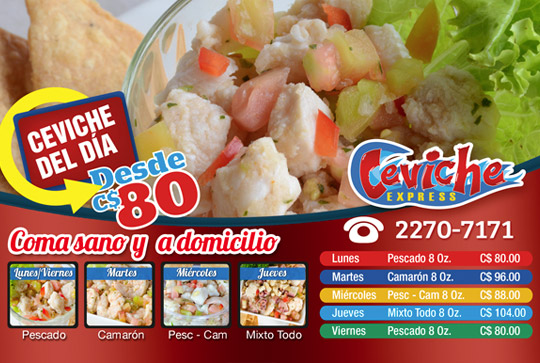 CEVICHE
DEL DÍA
Desde
C$ 80
Ceviche
EXPRESS
Coma sano y a domicilio
2270-7171
Lunes/Viernes
Pescado
Martes
Camarón
Miércoles
Pesc - Cam
Jueves
Mixto Todo
Lunes Pescado 8 Oz. C$ 80.00
Martes Camarón 8 Oz. C$ 96.00
Miércoles Pesc - Cam 8 Oz. C$ 88.00
Jueves Mixto Todo 8 Oz. C$ 104.00
Viernes Pescado 8 Oz. C$ 80.00